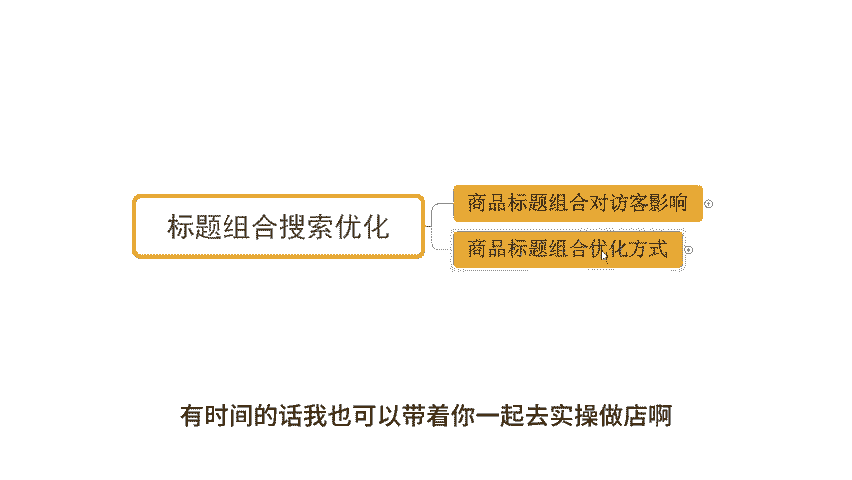 标题组合搜索优化
商品标题组合对访客影响
商品标题组合优化方式
有时间的话我也可以带着你一起去实操做店啊